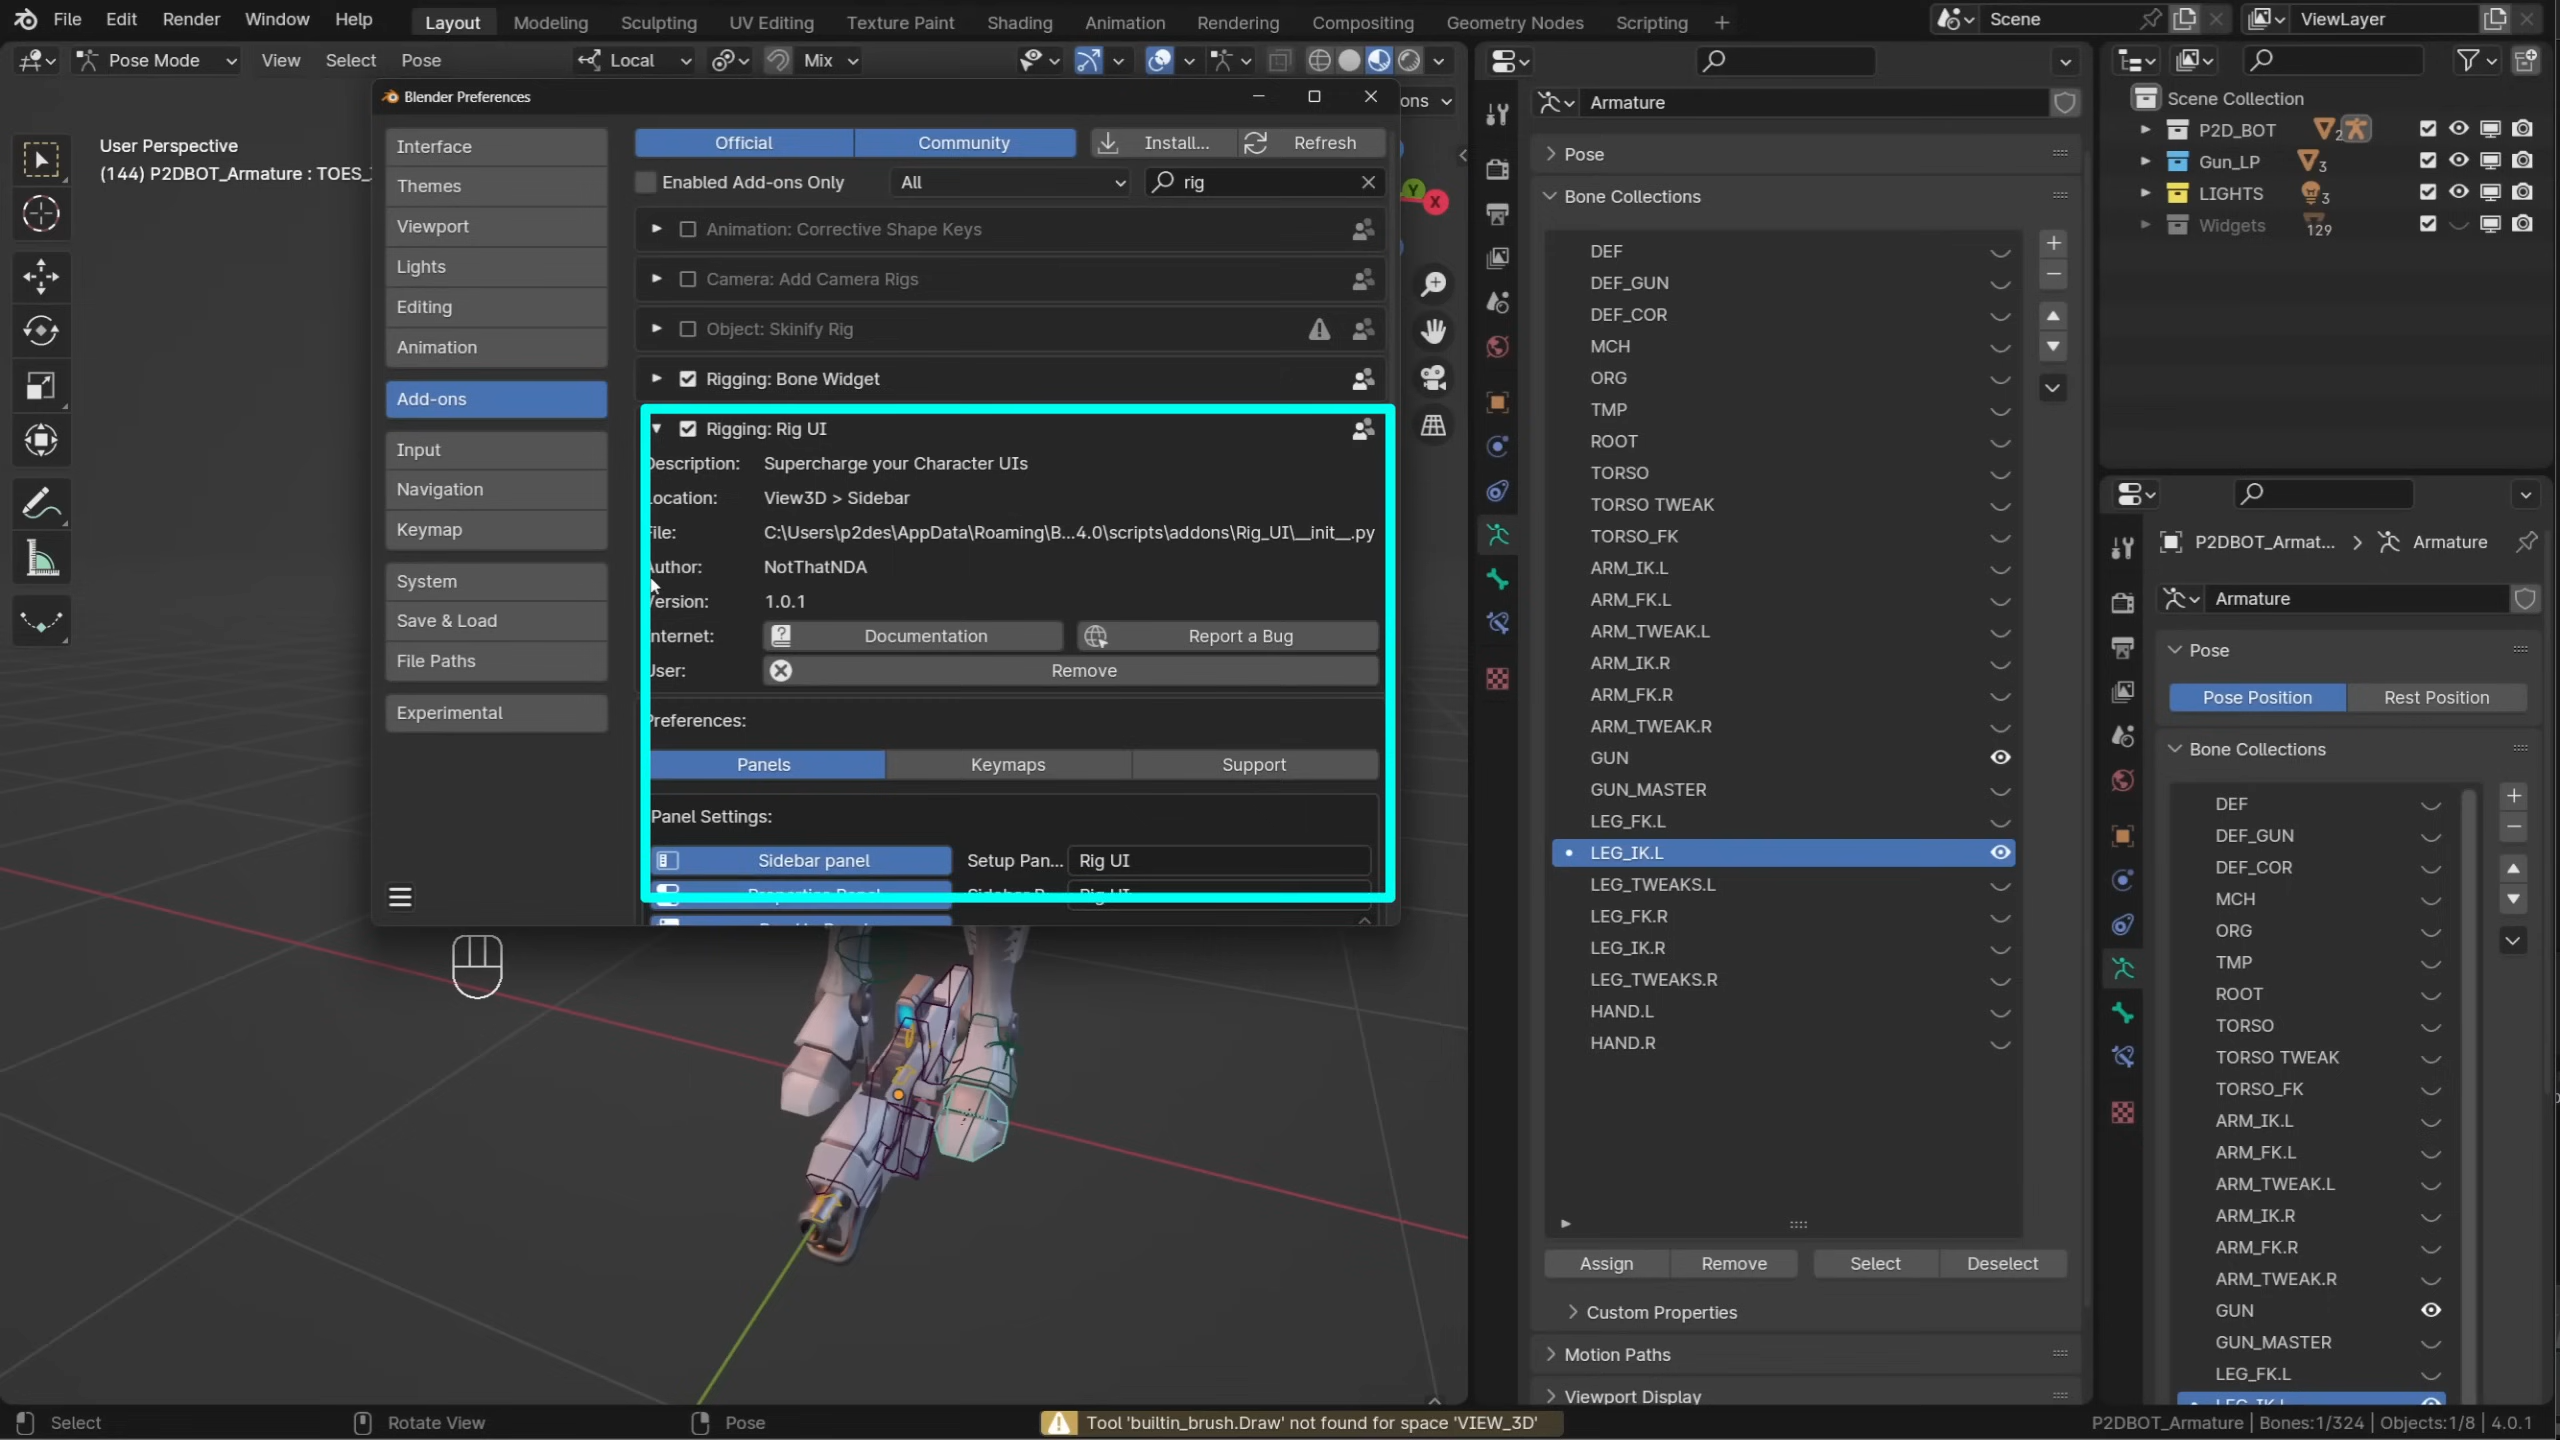 File Edit Render Window Help Layout Modeling Sculpting UV Editing Texture Paint Shading Animation Rendering Compositing Geometry Nodes Scripting + Scene ViewLayer
Pose Mode View Select Pose Local Mix
Blender Preferences
ons
User Perspective
(144) P2DBOT_Armature : TOES_
Interface
Themes
Viewport
Lights
Editing
Animation
Add-ons
Input
Navigation
Keymap
System
Save & Load
File Paths
Experimental
Official Community Install... Refresh
Enabled Add-ons Only All rig
Animation: Corrective Shape Keys
Camera: Add Camera Rigs
Object: Skinify Rig
Rigging: Bone Widget
Rigging: Rig UI
Description: Supercharge your Character UIs
Location: View3D > Sidebar
File: C:\Users\p2des\AppData\Roaming\B...4.0\scripts\addons\Rig_UI\__init__.py
Author: NotThatNDA
Version: 1.0.1
Internet: Documentation Report a Bug
User: Remove
Preferences:
Panels Keymaps Support
Panel Settings:
Sidebar panel Setup Pan... Rig UI
Y
X
Armature
Pose
Bone Collections
DEF
DEF_GUN
DEF_COR
MCH
ORG
TMP
ROOT
TORSO
TORSO TWEAK
TORSO_FK
ARM_IK.L
ARM_FK.L
ARM_TWEAK.L
ARM_IK.R
ARM_FK.R
ARM_TWEAK.R
GUN
GUN_MASTER
LEG_FK.L
LEG_IK.L
LEG_TWEAKS.L
LEG_FK.R
LEG_IK.R
LEG_TWEAKS.R
HAND.L
HAND.R
Assign Remove Select Deselect
Custom Properties
Motion Paths
Viewport Display
Scene Collection
P2D_BOT 2
Gun_LP 3
LIGHTS 3
Widgets 129
P2DBOT_Armat... > Armature
Armature
Pose
Pose Position Rest Position
Bone Collections
DEF
DEF_GUN
DEF_COR
MCH
ORG
TMP
ROOT
TORSO
TORSO TWEAK
TORSO_FK
ARM_IK.L
ARM_FK.L
ARM_TWEAK.L
ARM_IK.R
ARM_FK.R
ARM_TWEAK.R
GUN
GUN_MASTER
LEG_FK.L
LEG_IK.L
Select Rotate View Pose Tool 'builtin_brush.Draw' not found for space 'VIEW_3D' P2DBOT_Armature | Bones:1/324 | Objects:1/8 | 4.0.1